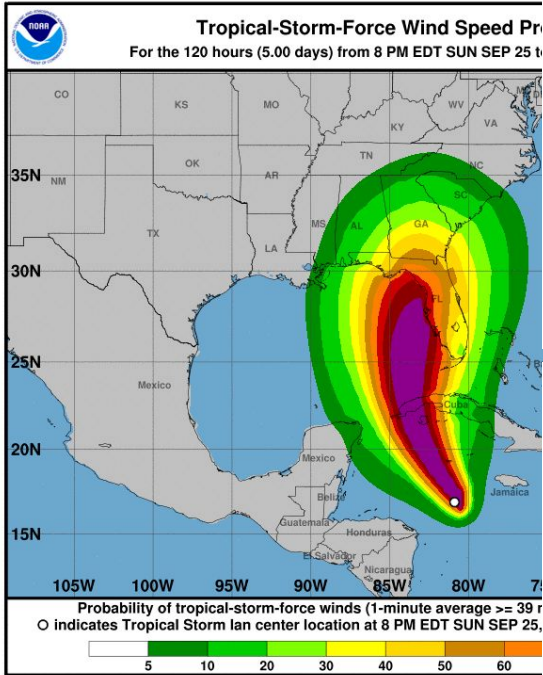 NOAA
Tropical-Storm-Force Wind Speed Pro
For the 120 hours (5.00 days) from 8 PM EDT SUN SEP 25 to
CO
KS
MO
WV
VA
KY
35N
NM
OK
AR
TN
NC
SC
MS
AL
GA
TX
LA
30N
FL
25N
Mexico
Cuba
20N
Mexico
Jamaica
Belize
15N
Guatemala
Honduras
El Salvador
Nicaragua
105W 100W 95W 90W 85W 80W 75
Probability of tropical-storm-force winds (1-minute average >= 39 m
O indicates Tropical Storm Ian center location at 8 PM EDT SUN SEP 25,
5 10 20 30 40 50 60